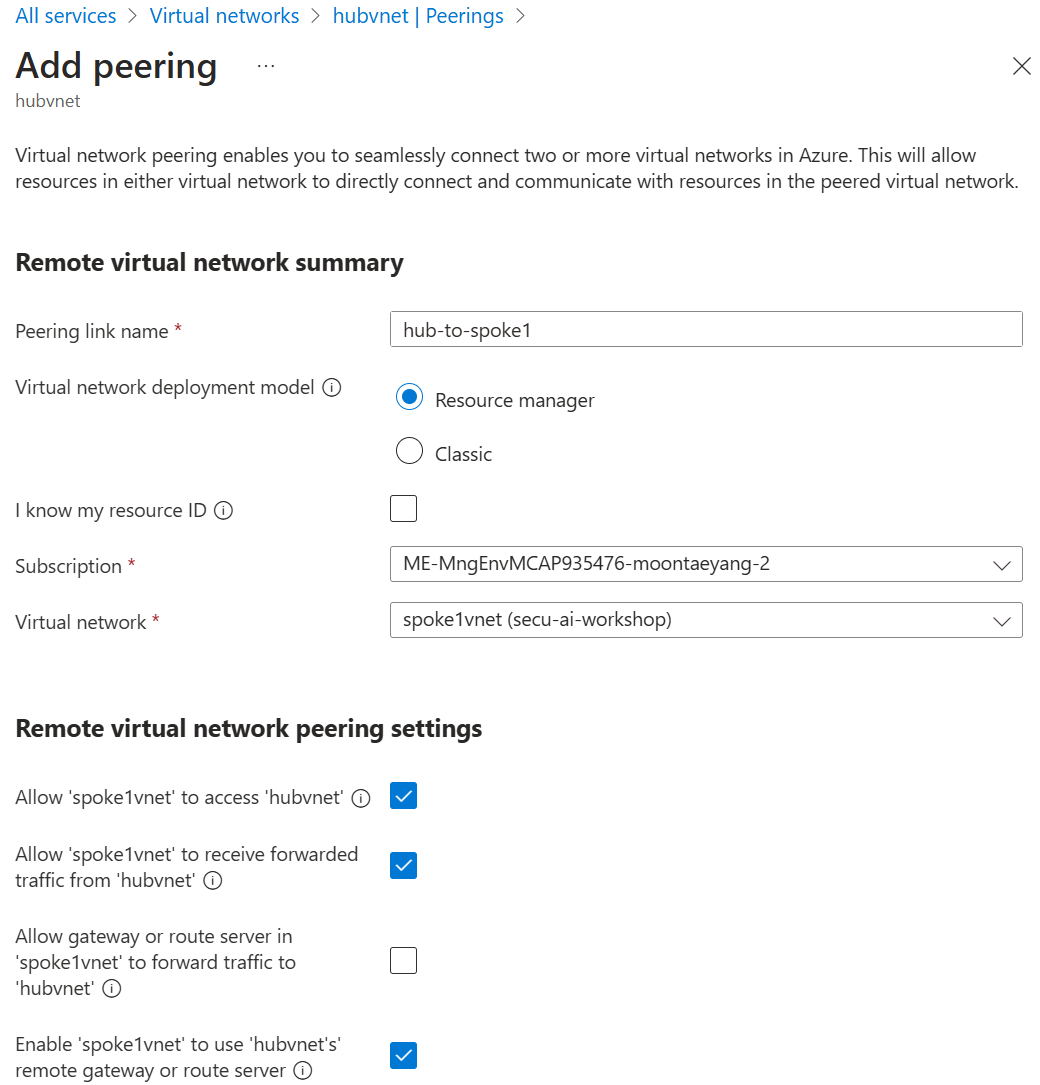 All services > Virtual networks > hubvnet | Peerings >
Add peering ...
hubvnet
Virtual network peering enables you to seamlessly connect two or more virtual networks in Azure. This will allow
resources in either virtual network to directly connect and communicate with resources in the peered virtual network.
Remote virtual network summary
Peering link name * hub-to-spoke1
Virtual network deployment model
Resource manager
Classic
I know my resource ID
Subscription * ME-MngEnvMCAP935476-moontaeyang-2
Virtual network * spoke1vnet (secu-ai-workshop)
Remote virtual network peering settings
Allow 'spoke1vnet' to access 'hubvnet'
Allow 'spoke1vnet' to receive forwarded
traffic from 'hubvnet'
Allow gateway or route server in
'spoke1vnet' to forward traffic to
'hubvnet'
Enable 'spoke1vnet' to use 'hubvnet's'
remote gateway or route server